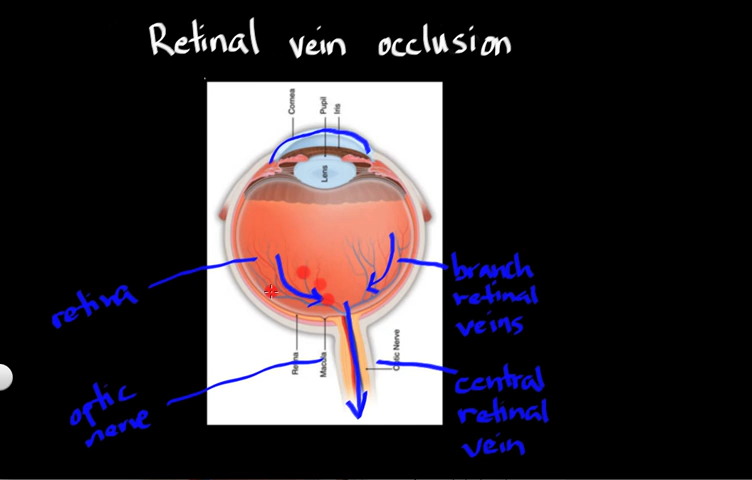 Retinal vein occlusion
Cornea
Pupil
Iris
Lens
retina
branch
retinal
veins
Retina
Macula
Optic Nerve
optic
nerve
central
retinal
vein